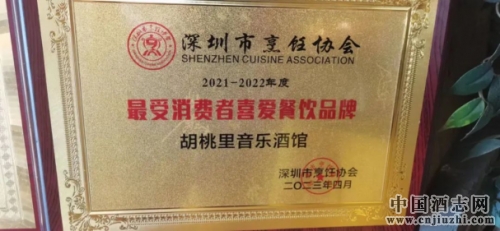 深圳市烹饪协会
SHENZHEN CUISINE ASSOCIATION
2021-2022年度
最受消费者喜爱餐饮品牌
胡桃里音乐酒馆
深圳市烹饪协会
二〇二三年四月
中国酒志网
www.cnjiuzhi.cn